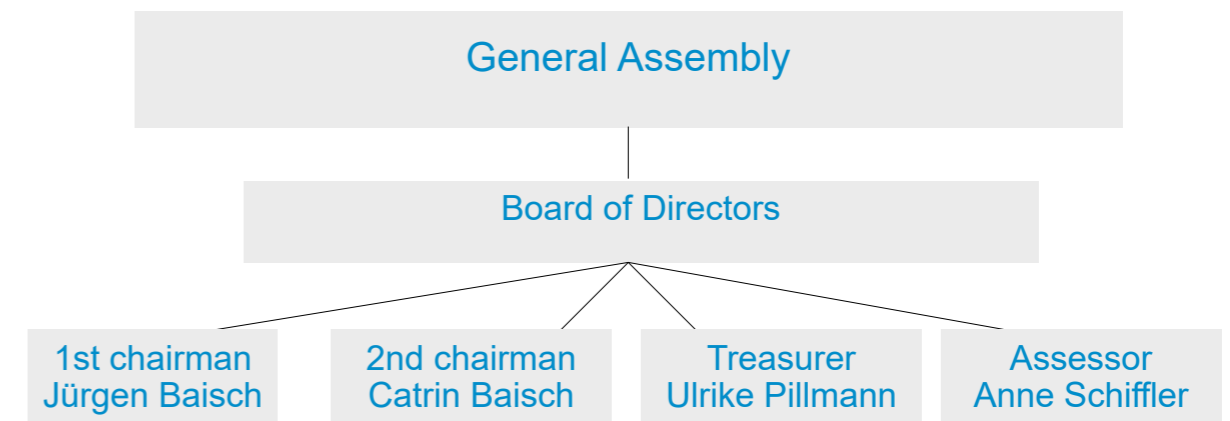 General Assembly
Board of Directors
1st chairman
Jürgen Baisch
2nd chairman
Catrin Baisch
Treasurer
Ulrike Pillmann
Assessor
Anne Schiffler